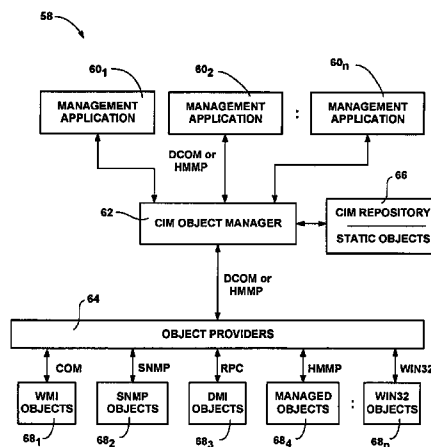 58
60₁
60₂
60ₙ
MANAGEMENT APPLICATION
MANAGEMENT APPLICATION
:
MANAGEMENT APPLICATION
DCOM or
HMMP
66
62
CIM OBJECT MANAGER
CIM REPOSITORY
STATIC OBJECTS
DCOM or
HMMP
64
OBJECT PROVIDERS
COM
SNMP
RPC
HMMP
WIN32
WMI OBJECTS
SNMP OBJECTS
DMI OBJECTS
MANAGED OBJECTS
:
WIN32 OBJECTS
68₁
68₂
68₃
68₄
68ₙ